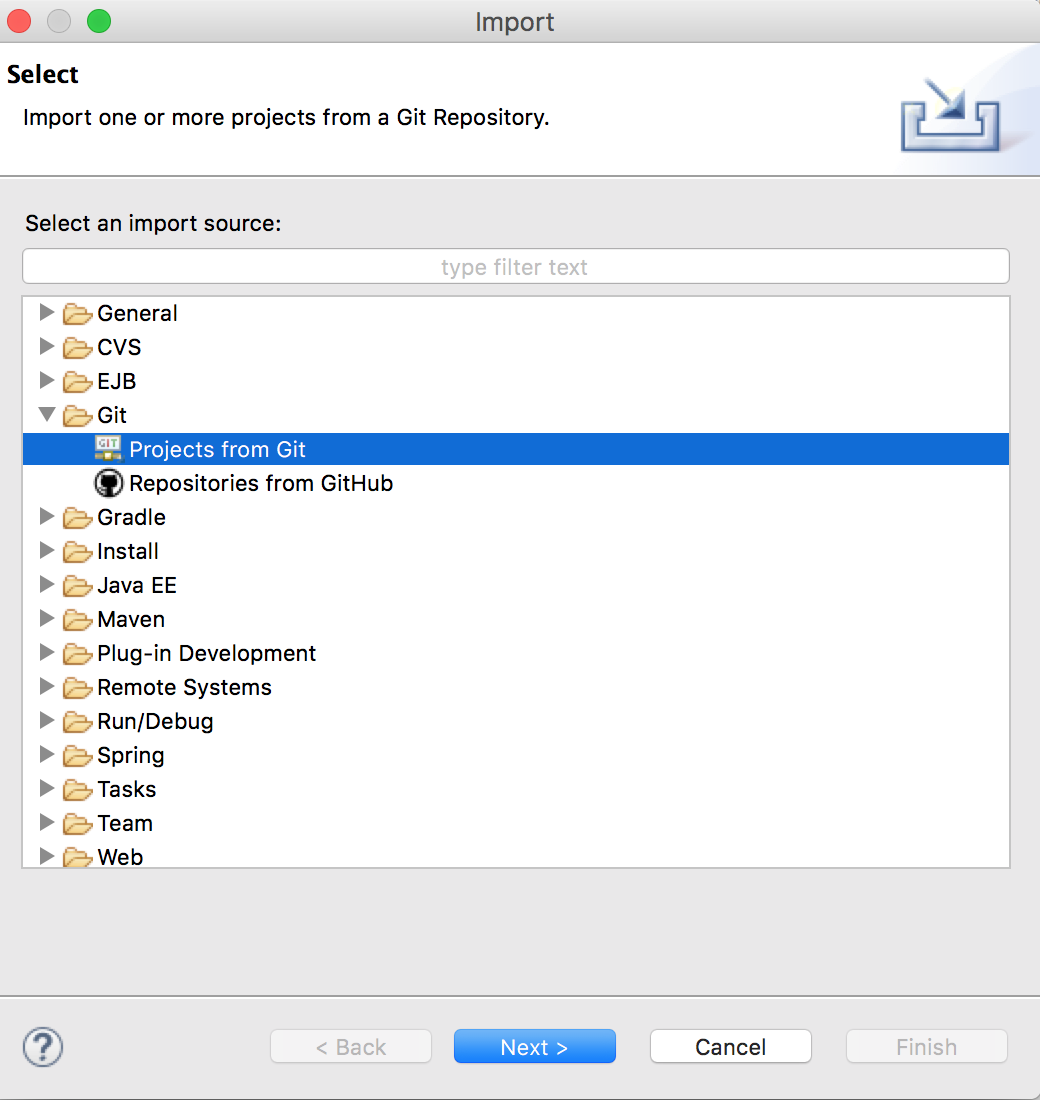 Import
Select
Import one or more projects from a Git Repository.
Select an import source:
type filter text
General
CVS
EJB
Git
GIT Projects from Git
Repositories from GitHub
Gradle
Install
Java EE
Maven
Plug-in Development
Remote Systems
Run/Debug
Spring
Tasks
Team
Web
? < Back Next > Cancel Finish